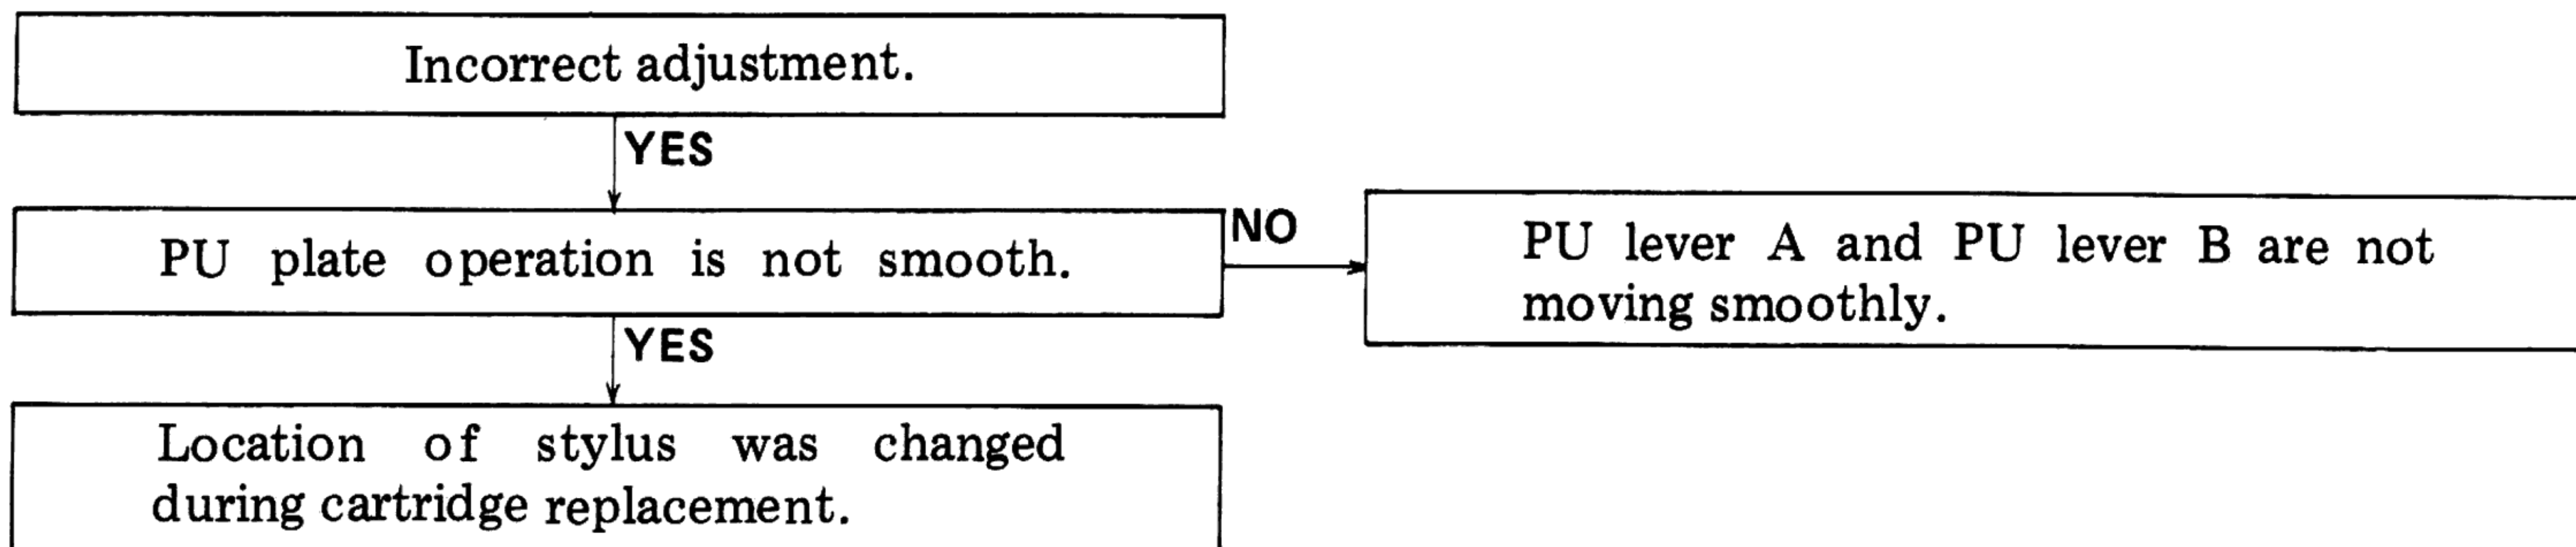 Incorrect adjustment.
YES
PU plate operation is not smooth.
NO
PU lever A and PU lever B are not
moving smoothly.
YES
Location of stylus was changed
during cartridge replacement.